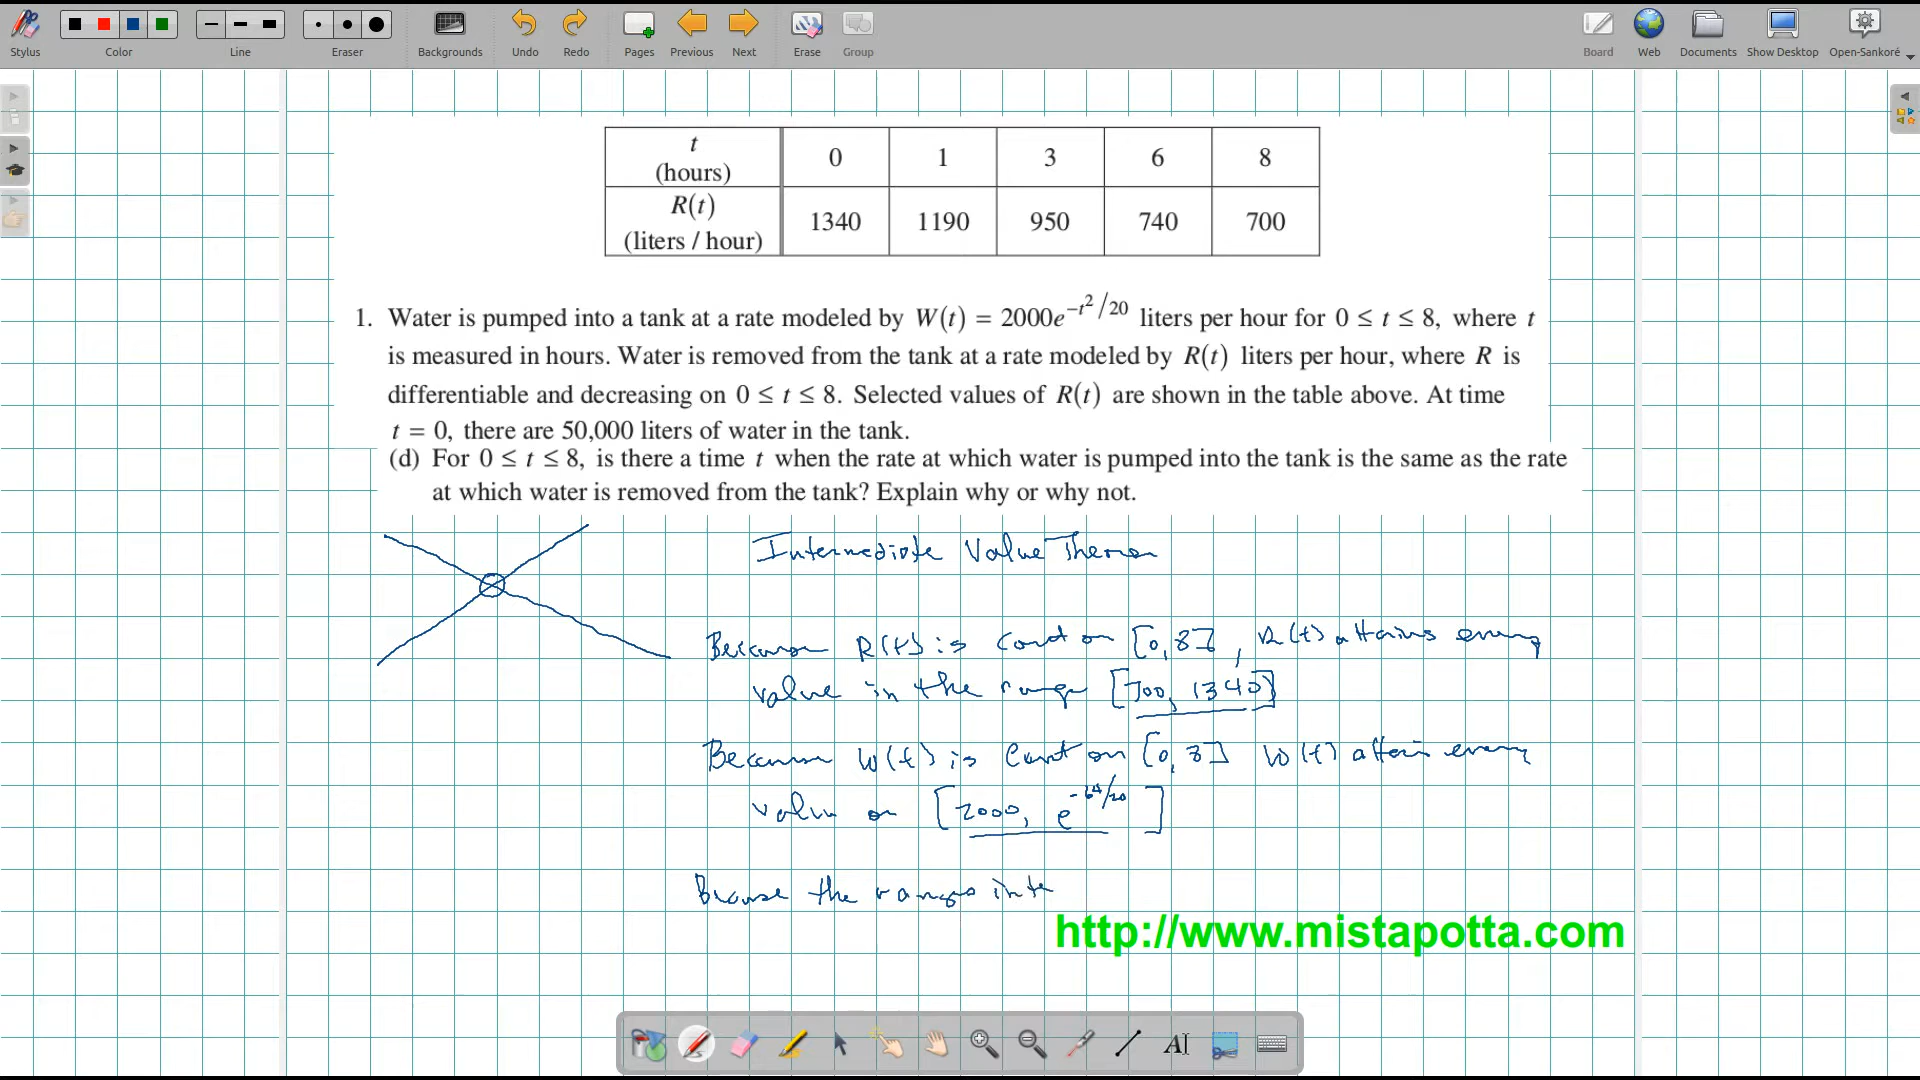 Stylus Color Line Eraser Backgrounds Undo Redo Pages Previous Next Erase Group Board Web Documents Show Desktop Open-Sankoré
t (hours) 0 1 3 6 8
R(t) (liters / hour) 1340 1190 950 740 700
1. Water is pumped into a tank at a rate modeled by W(t) = 2000e^{-t²/20} liters per hour for 0 ≤ t ≤ 8, where t
is measured in hours. Water is removed from the tank at a rate modeled by R(t) liters per hour, where R is
differentiable and decreasing on 0 ≤ t ≤ 8. Selected values of R(t) are shown in the table above. At time
t = 0, there are 50,000 liters of water in the tank.
(d) For 0 ≤ t ≤ 8, is there a time t when the rate at which water is pumped into the tank is the same as the rate
at which water is removed from the tank? Explain why or why not.
Intermediate Value Theorem
Because R(t) is cont on [0,8], R(t) attains every
value in the range [700, 1340]
Because W(t) is cont on [0,8] W(t) attain every
value on [2000, e^{-64/20}]
Because the ranges inte
http://www.mistapotta.com
AI